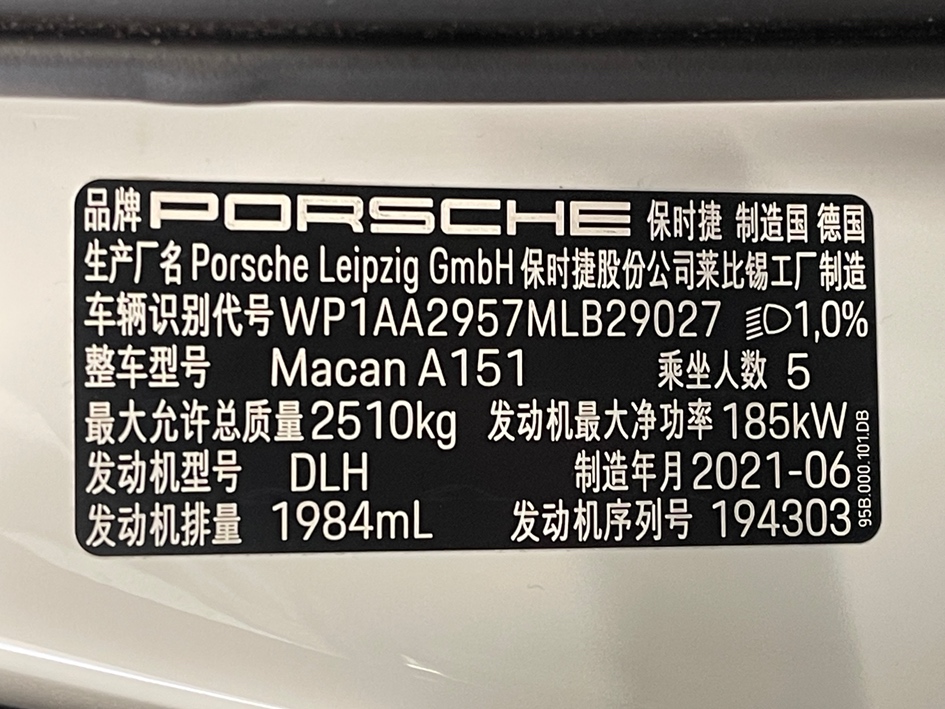 品牌 PORSCHE 保时捷 制造国 德国
生产厂名 Porsche Leipzig GmbH 保时捷股份公司莱比锡工厂制造
车辆识别代号 WP1AA2957MLB29027 1,0%
整车型号 Macan A151 乘坐人数 5
最大允许总质量 2510kg 发动机最大净功率 185kW
发动机型号 DLH 制造年月 2021-06
发动机排量 1984mL 发动机序列号 194303
95B.000.101.DB